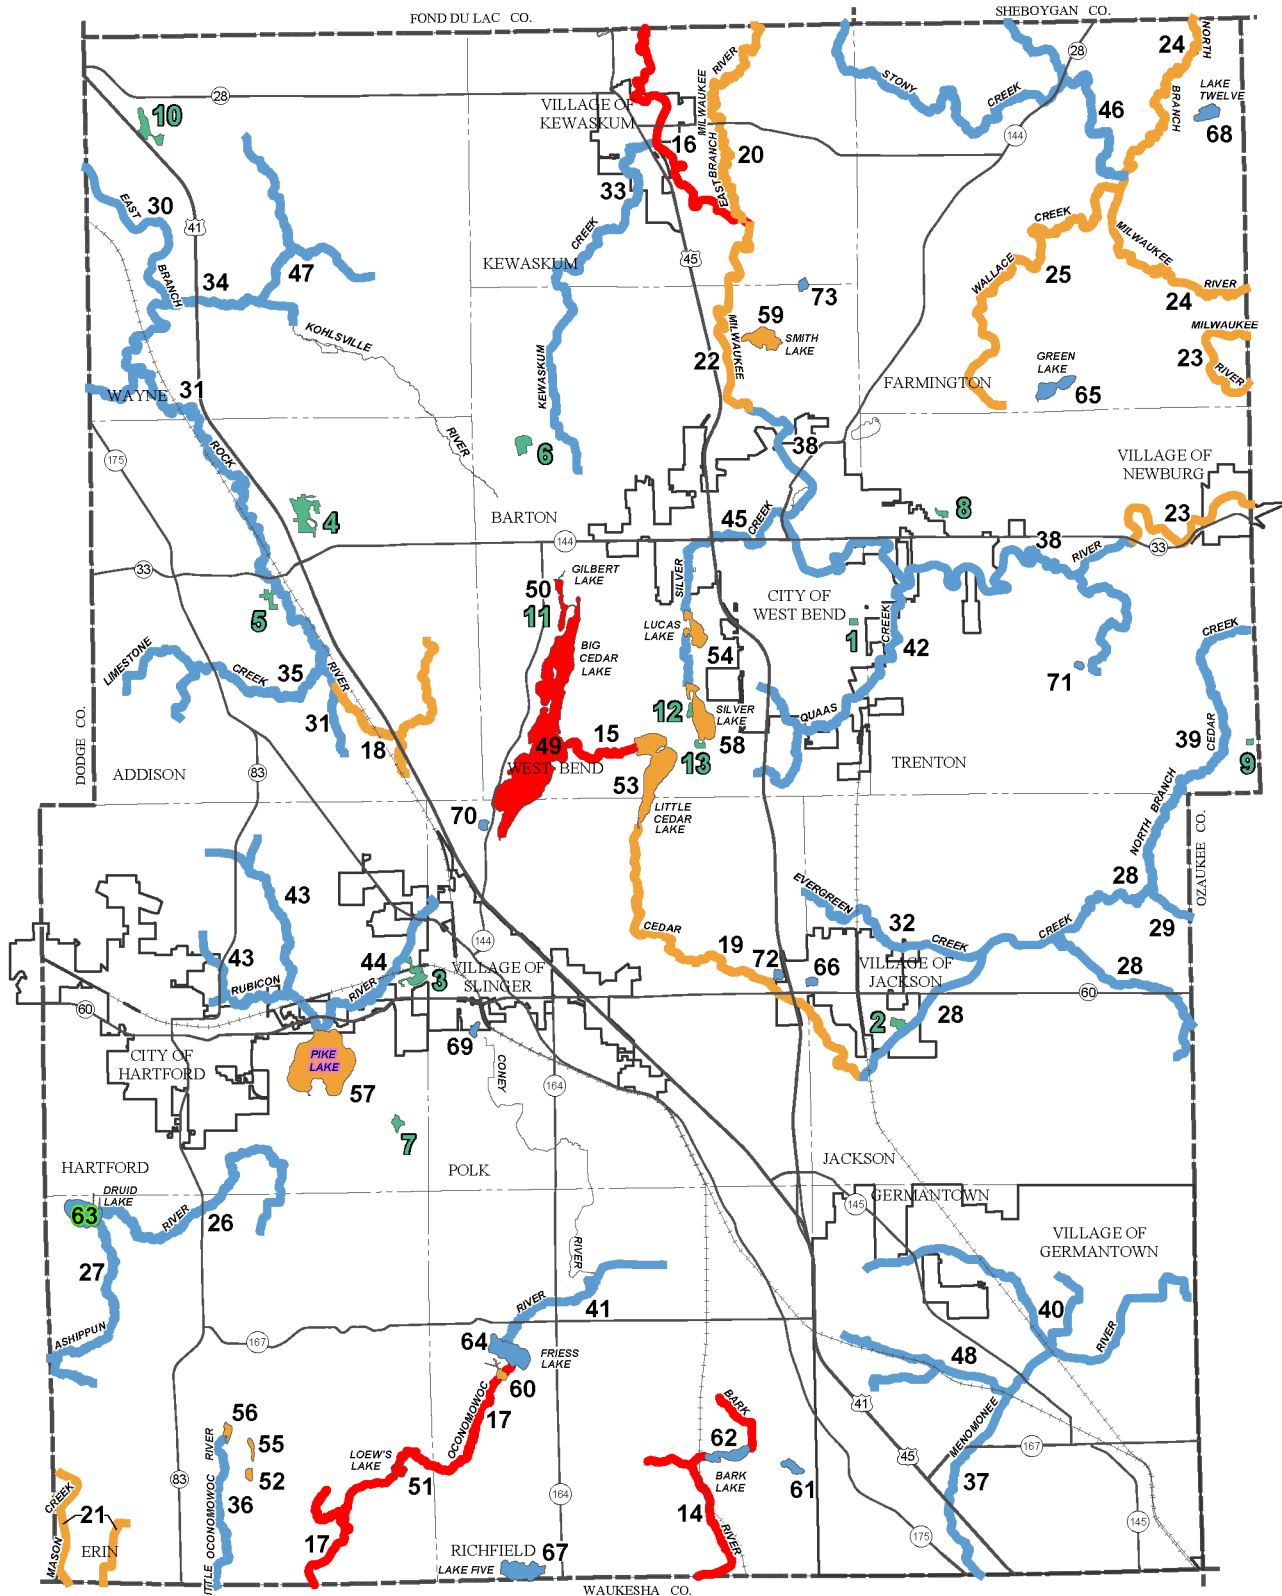 FOND DU LAC CO.
SHEBOYGAN CO.
28
24
NORTH
BRANCH
LAKE
TWELVE
68
28
10
VILLAGE OF
KEWASKUM
16
EAST BRANCH
MILWAUKEE
RIVER
20
STONY
CREEK
46
144
33
30
EAST
BRANCH
41
34
47
KEWASKUM
CREEK
45
73
CREEK
WALLACE
25
MILWAUKEE
RIVER
24
KOHLSVILLE
RIVER
59
SMITH
LAKE
MILWAUKEE
22
MILWAUKEE
23
RIVER
GREEN
LAKE
65
FARMINGTON
WAYNE
31
KEWASKUM
175
ROCK
6
38
VILLAGE OF
NEWBURG
4
BARTON
144
45
CREEK
8
23
38
RIVER
33
33
5
GILBERT
LAKE
50
11
SILVER
CITY OF
WEST BEND
1
CREEK
42
LUCAS
LAKE
54
BIG
CEDAR
LAKE
71
CREEK
LIMESTONE
CREEK
35
RIVER
31
18
12
SILVER
LAKE
58
13
QUAAS
39
CEDAR
9
DODGE CO.
ADDISON
83
49
WEST BEND
15
53
LITTLE
CEDAR
LAKE
TRENTON
70
NORTH BRANCH
OZAUKEE CO.
43
43
EVERGREEN
32
CREEK
CREEK
28
29
28
CEDAR
19
72
66
VILLAGE OF
JACKSON
RUBICON
44
RIVER
3
144
VILLAGE OF
SLINGER
60
60
2
28
CITY OF
HARTFORD
PIKE
LAKE
57
69
CONEY
164
7
HARTFORD
POLK
JACKSON
DRUID
LAKE
63
RIVER
26
GERMANTOWN
145
VILLAGE OF
GERMANTOWN
RIVER
27
ASHIPPUN
167
RIVER
41
64
FRIESS
LAKE
60
40
RIVER
48
56
55
52
OCONOMOWOC
17
LOEW'S
LAKE
51
BARK
62
BARK
LAKE
61
41
45
MENOMONEE
167
37
83
164
CREEK
21
MASON
ERIN
36
LITTLE OCONOMOWOC RIVER
17
14
RIVER
175
145
RICHFIELD
LAKE FIVE
67
WAUKESHA CO.